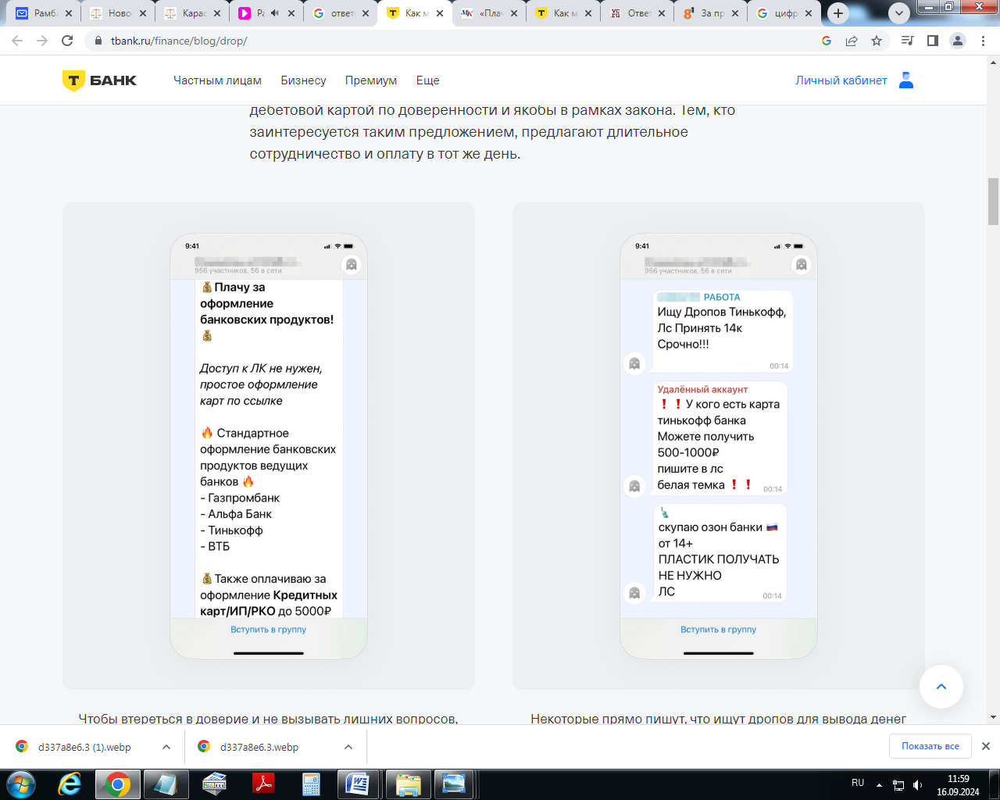 Рамбл
Ново
Карас
Ра
ответ
Как м
МК
«Плач
Как м
Ответ
За пр
цифр
tbank.ru/finance/blog/drop/
Т БАНК
Частным лицам
Бизнесу
Премиум
Еще
Личный кабинет
дебетовой картой по доверенности и якобы в рамках закона. Тем, кто
заинтересуется таким предложением, предлагают длительное
сотрудничество и оплату в тот же день.
9:41
956 участников, 56 в сети
Плачу за
оформление
банковских продуктов!
Доступ к ЛК не нужен,
простое оформление
карт по ссылке
🔥 Стандартное
оформление банковских
продуктов ведущих
банков 🔥
- Газпромбанк
- Альфа Банк
- Тинькофф
- ВТБ
Также оплачиваю за
оформление Кредитных
карт/ИП/РКО до 5000₽
Вступить в группу
9:41
956 участников, 56 в сети
РАБОТА
Ищу Дропов Тинькофф,
Лс Принять 14к
Срочно!!!
00:14
Удалённый аккаунт
❗❗У кого есть карта
тинькофф банка
Можете получить
500-1000₽
пишите в лс
белая темка❗❗
00:14
скупаю озон банки 🇷🇺
от 14+
ПЛАСТИК ПОЛУЧАТЬ
НЕ НУЖНО
ЛС
00:14
Вступить в группу
Чтобы втереться в доверие и не вызывать лишних вопросов,
Некоторые прямо пишут, что ищут дропов для вывода денег
d337a8e6.3 (1).webp
d337a8e6.3.webp
Показать все
RU
11:59
16.09.2024